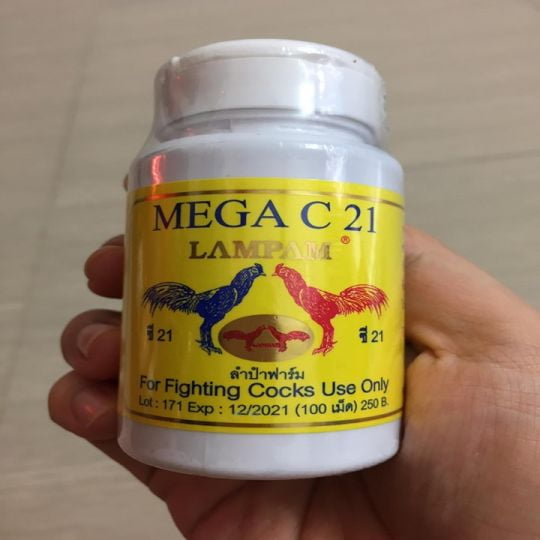 MEGA C 21
LAMPAM®
ซี 21
LAMPAM
ซี 21
ลำป๋าฟาร์ม
For Fighting Cocks Use Only
Lot : 171 Exp : 12/2021 (100 เม็ด) 250 B.